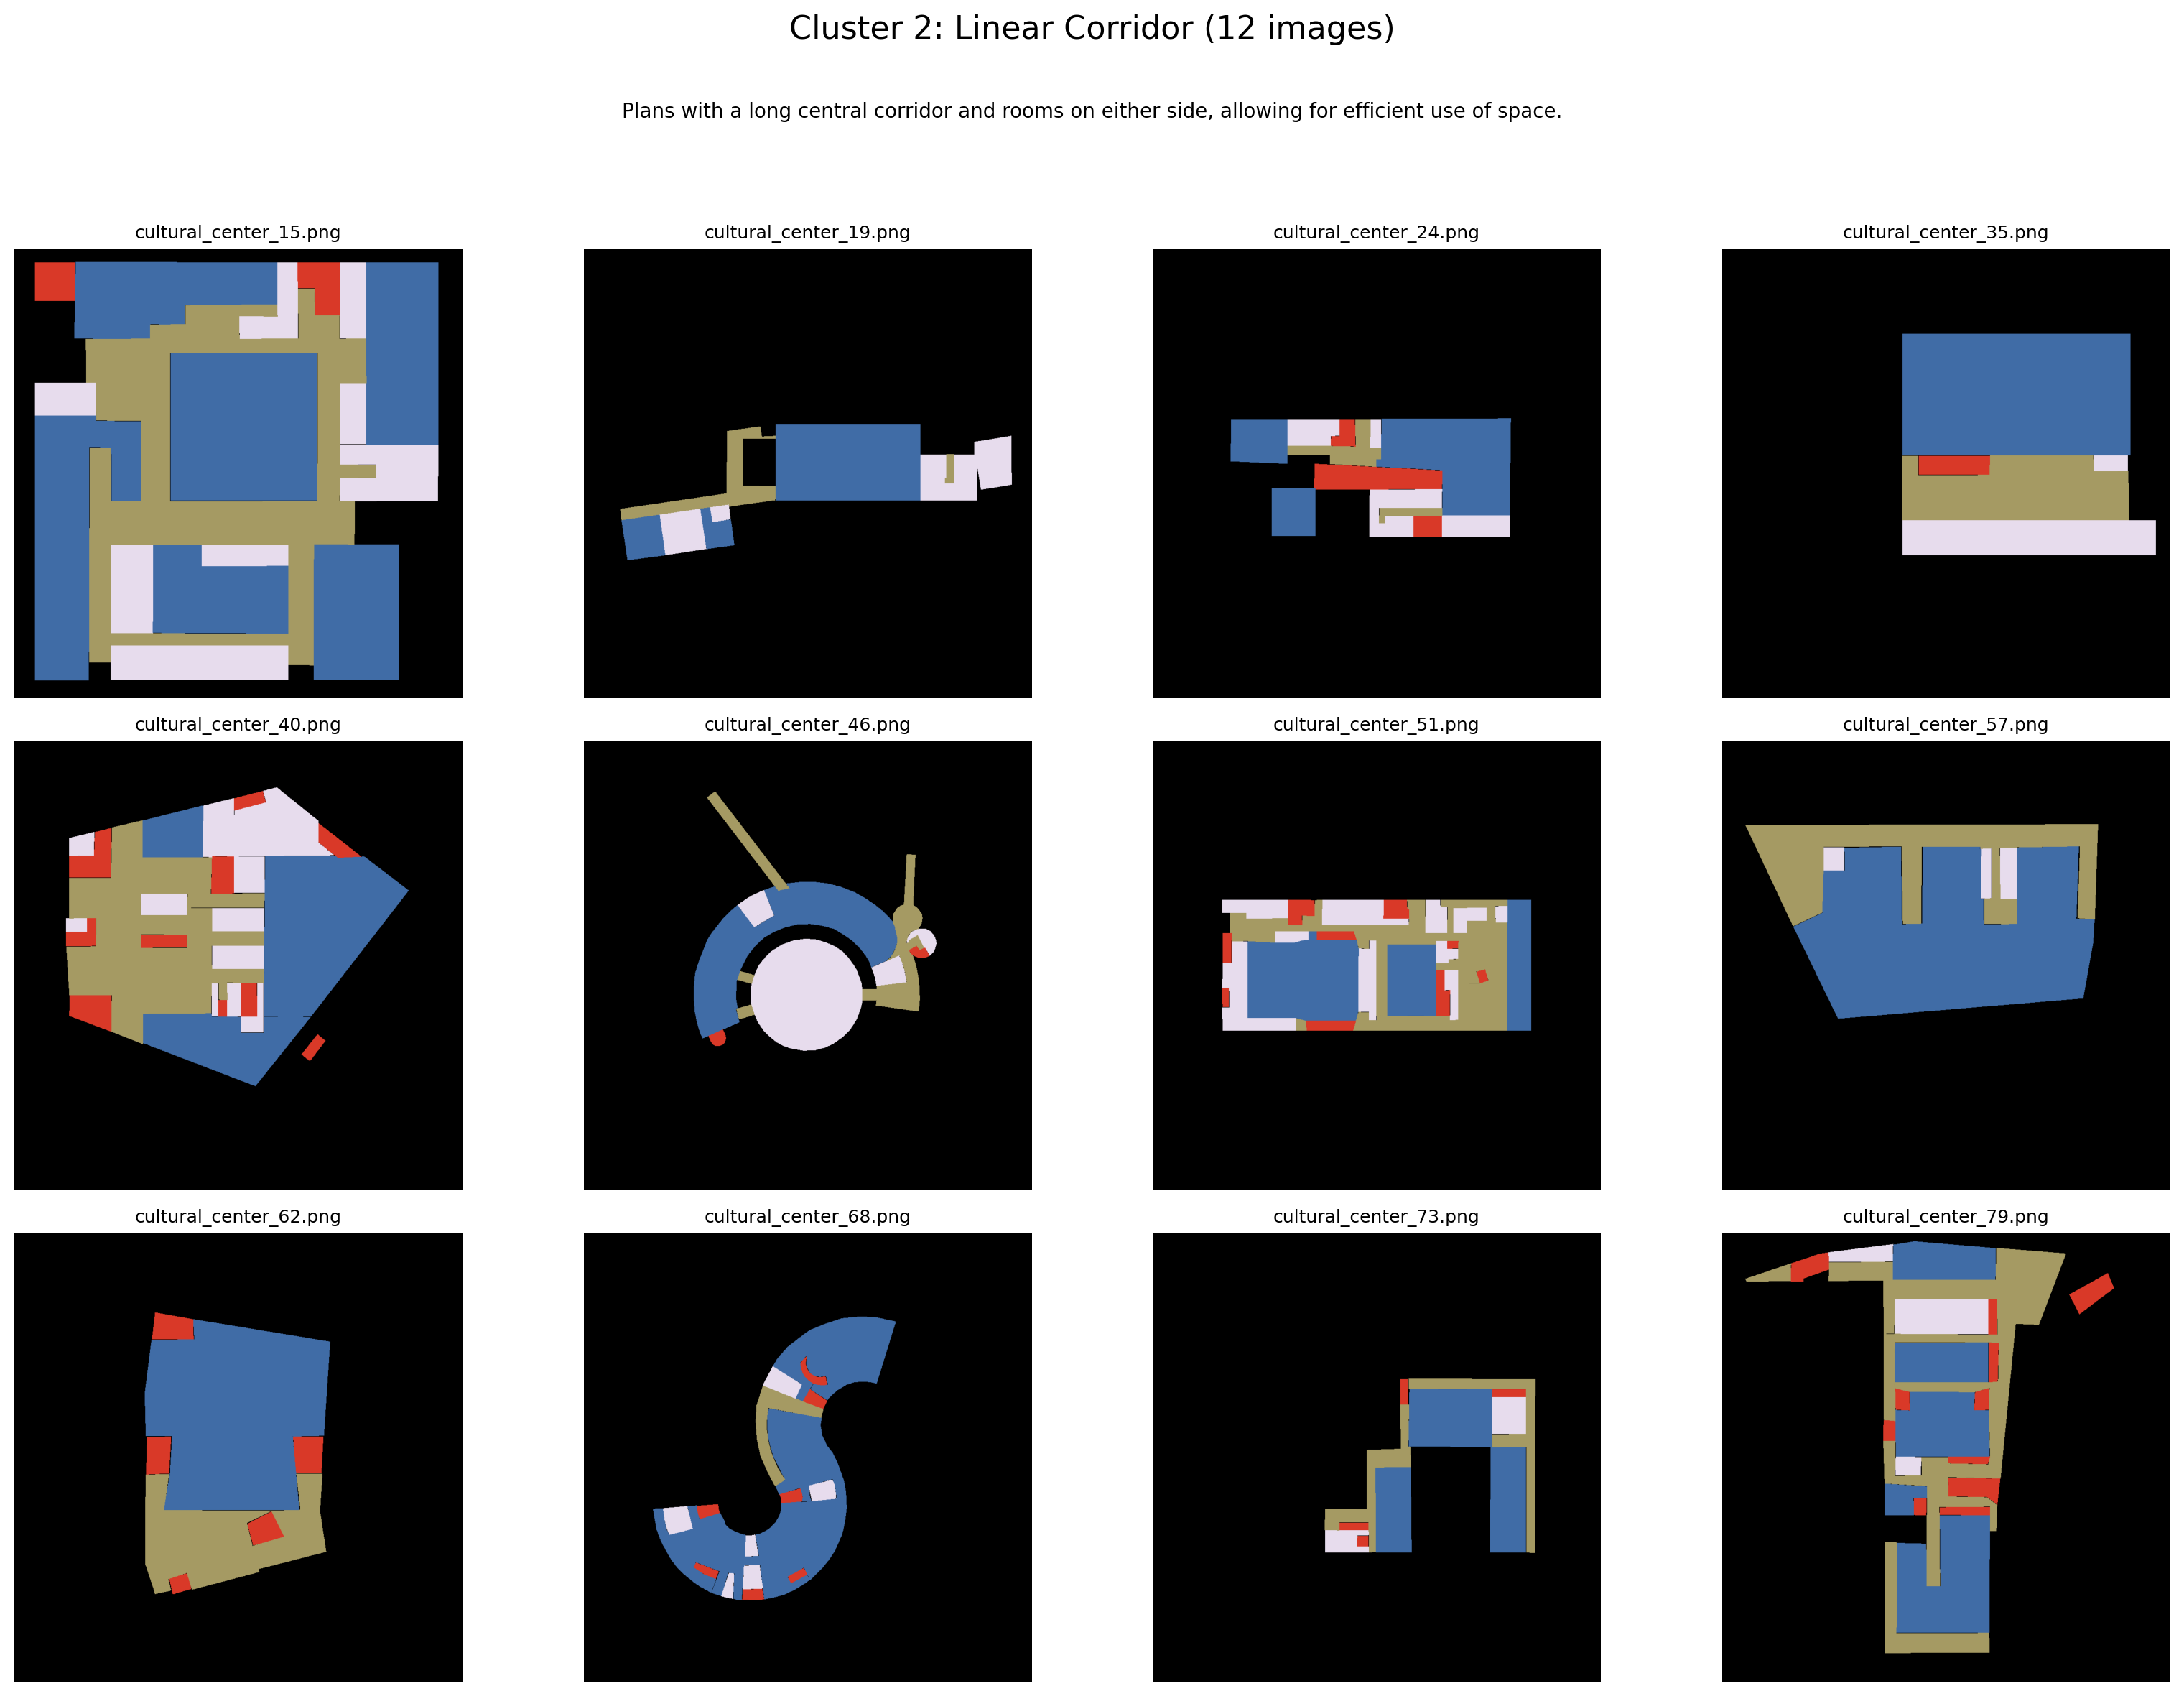 Cluster 2: Linear Corridor (12 images)
Plans with a long central corridor and rooms on either side, allowing for efficient use of space.
cultural_center_15.png
cultural_center_19.png
cultural_center_24.png
cultural_center_35.png
cultural_center_40.png
cultural_center_46.png
cultural_center_51.png
cultural_center_57.png
cultural_center_62.png
cultural_center_68.png
cultural_center_73.png
cultural_center_79.png